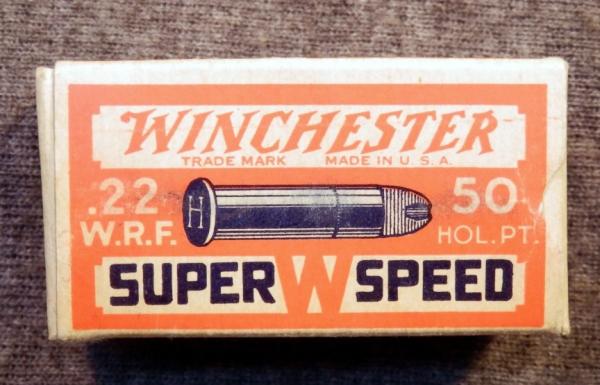 WINCHESTER
TRADE MARK MADE IN U.S.A.
.22 50
H
W.R.F. HOL. PT.
SUPER W SPEED